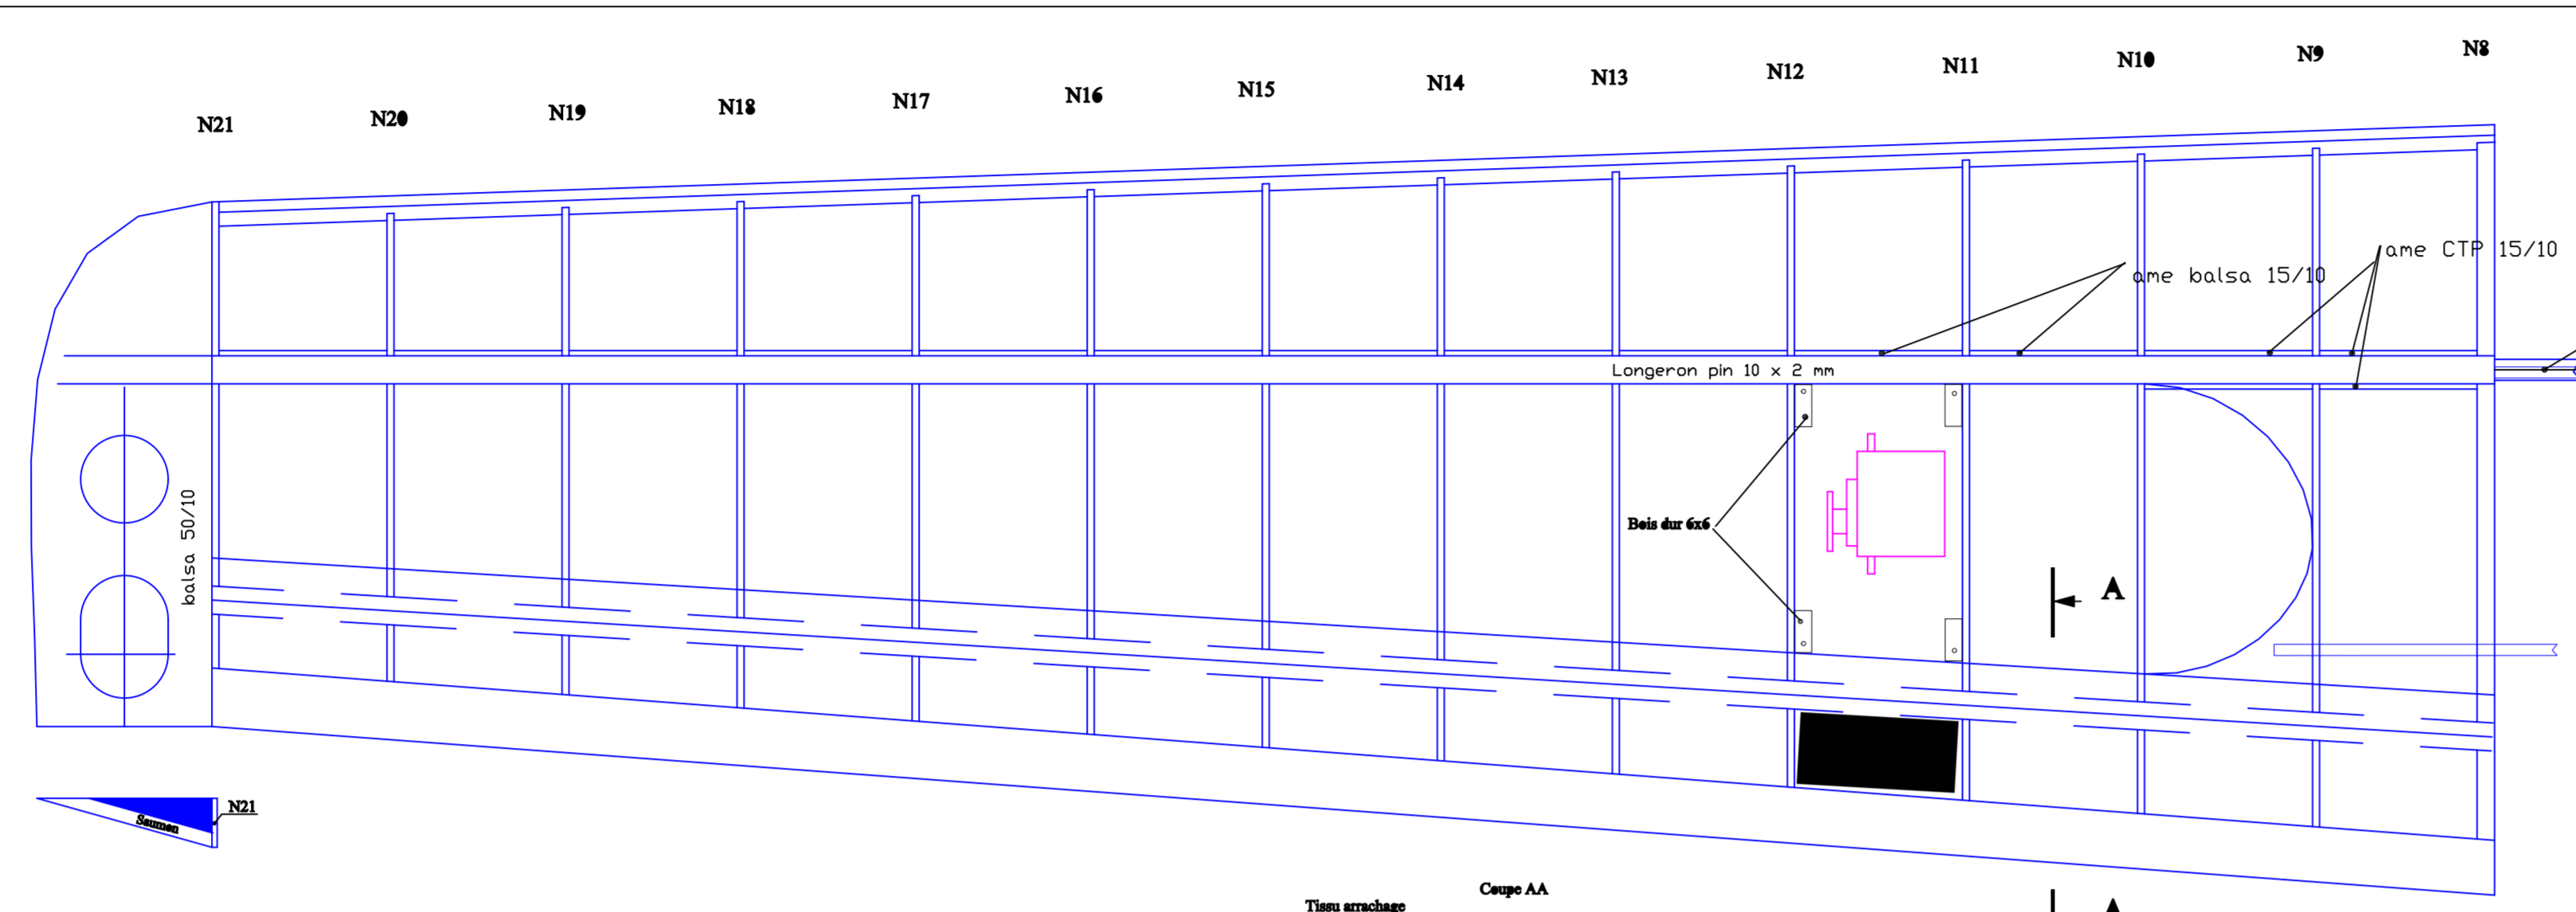 N21 N20 N19 N18 N17 N16 N15 N14 N13 N12 N11 N10 N9 N8
ame CTP 15/10
ame balsa 15/10
Longeron pin 10 x 2 mm
balsa 50/10
Bois dur 6x6
A
N21
Saumon
Coupe AA
Tissu arrachage
A